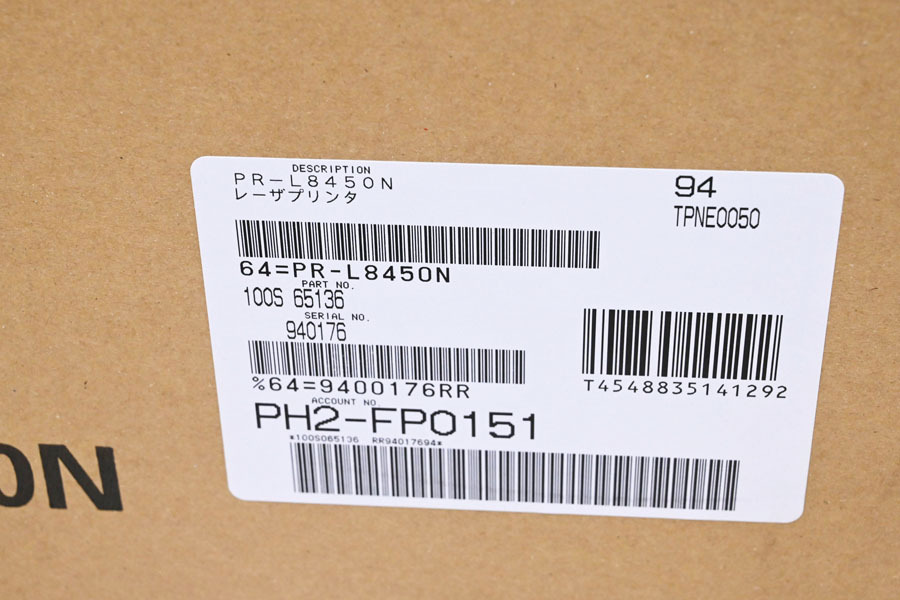 DESCRIPTION
PR-L8450N
レーザプリンタ
94
TPNE0050
64=PR-L8450N
PART NO.
100S 65136
SERIAL NO.
940176
%64=9400176RR
T4548835141292
ACCOUNT NO.
PH2-FP0151
*100S065136 RR94017694*
ON